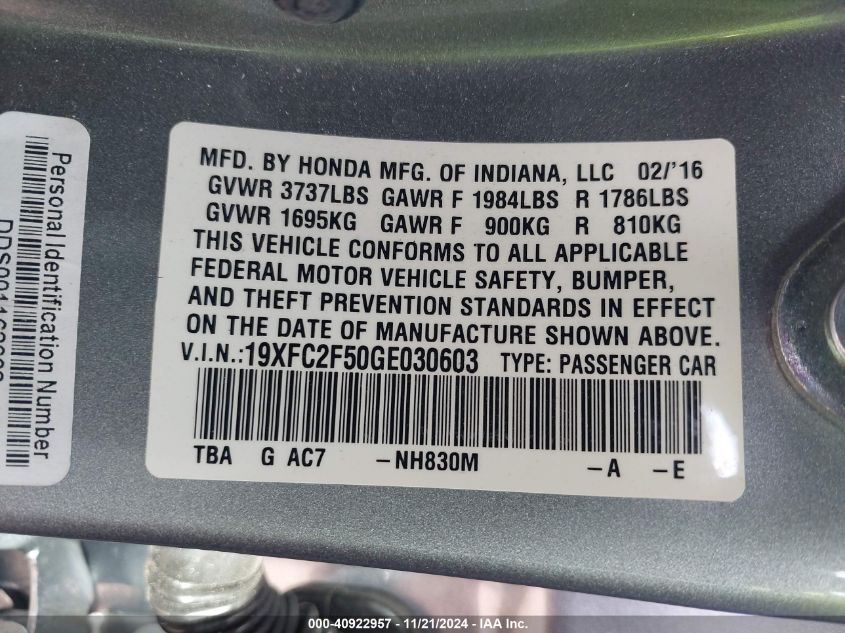 MFD. BY HONDA MFG. OF INDIANA, LLC 02/'16
GVWR 3737LBS GAWR F 1984LBS R 1786LBS
GVWR 1695KG GAWR F 900KG R 810KG
THIS VEHICLE CONFORMS TO ALL APPLICABLE
FEDERAL MOTOR VEHICLE SAFETY, BUMPER,
AND THEFT PREVENTION STANDARDS IN EFFECT
ON THE DATE OF MANUFACTURE SHOWN ABOVE.
V.I.N.:19XFC2F50GE030603 TYPE: PASSENGER CAR
TBA G AC7 -NH830M -A -E
Personal Identification Number
000-40922957 - 11/21/2024 - IAA Inc.